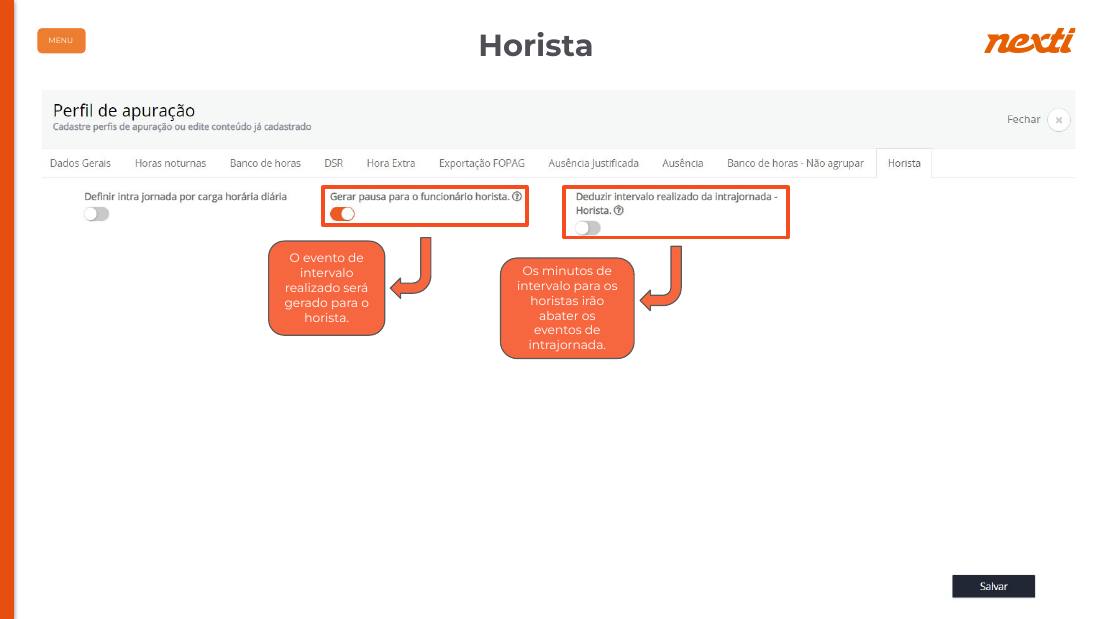 MENU
Horista
nexti
Perfil de apuração
Cadastre perfis de apuração ou edite conteúdo já cadastrado
Fechar
Dados Gerais
Horas noturnas
Banco de horas
DSR
Hora Extra
Exportação FOPAG
Ausência Justificada
Ausência
Banco de horas - Não agrupar
Horista
Definir intra jornada por carga horária diária
Gerar pausa para o funcionário horista.
Deduzir intervalo realizado da intrajornada -
Horista.
O evento de
intervalo
realizado será
gerado para o
horista.
Os minutos de
intervalo para os
horistas irão
abater os
eventos de
intrajornada.
Salvar